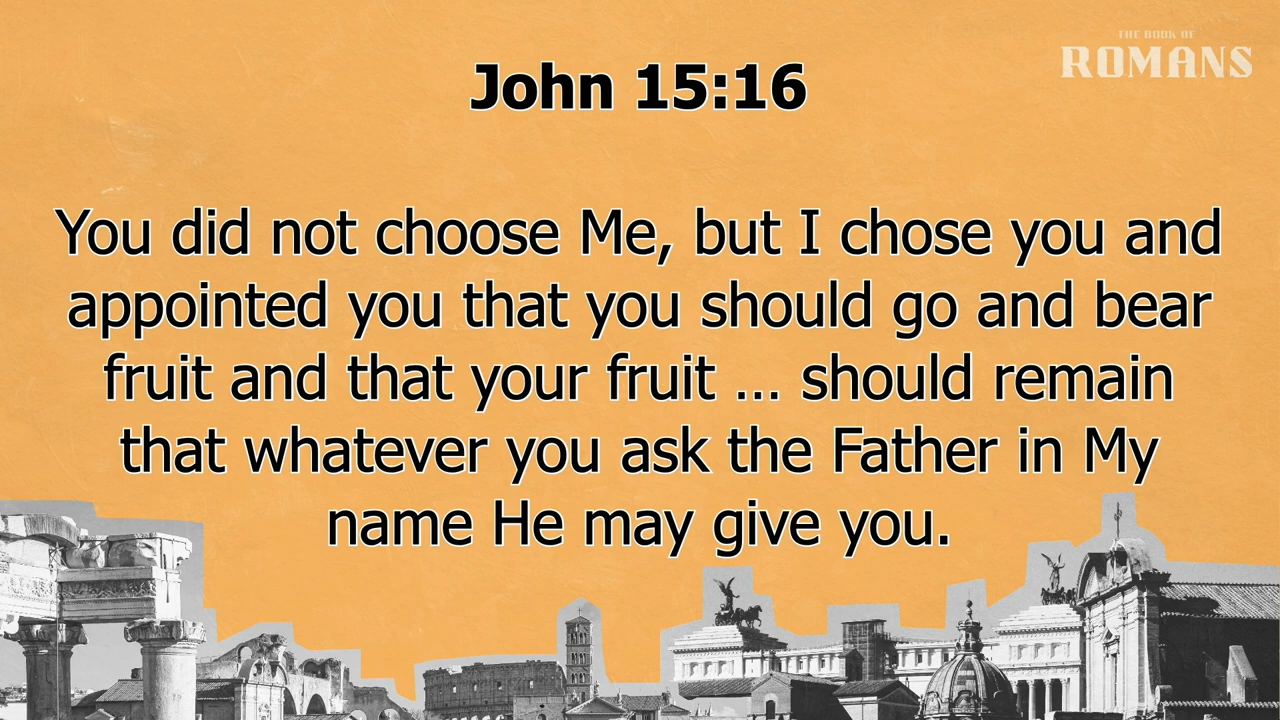 THE BOOK OF
ROMANS
John 15:16
You did not choose Me, but I chose you and
appointed you that you should go and bear
fruit and that your fruit … should remain
that whatever you ask the Father in My
name He may give you.